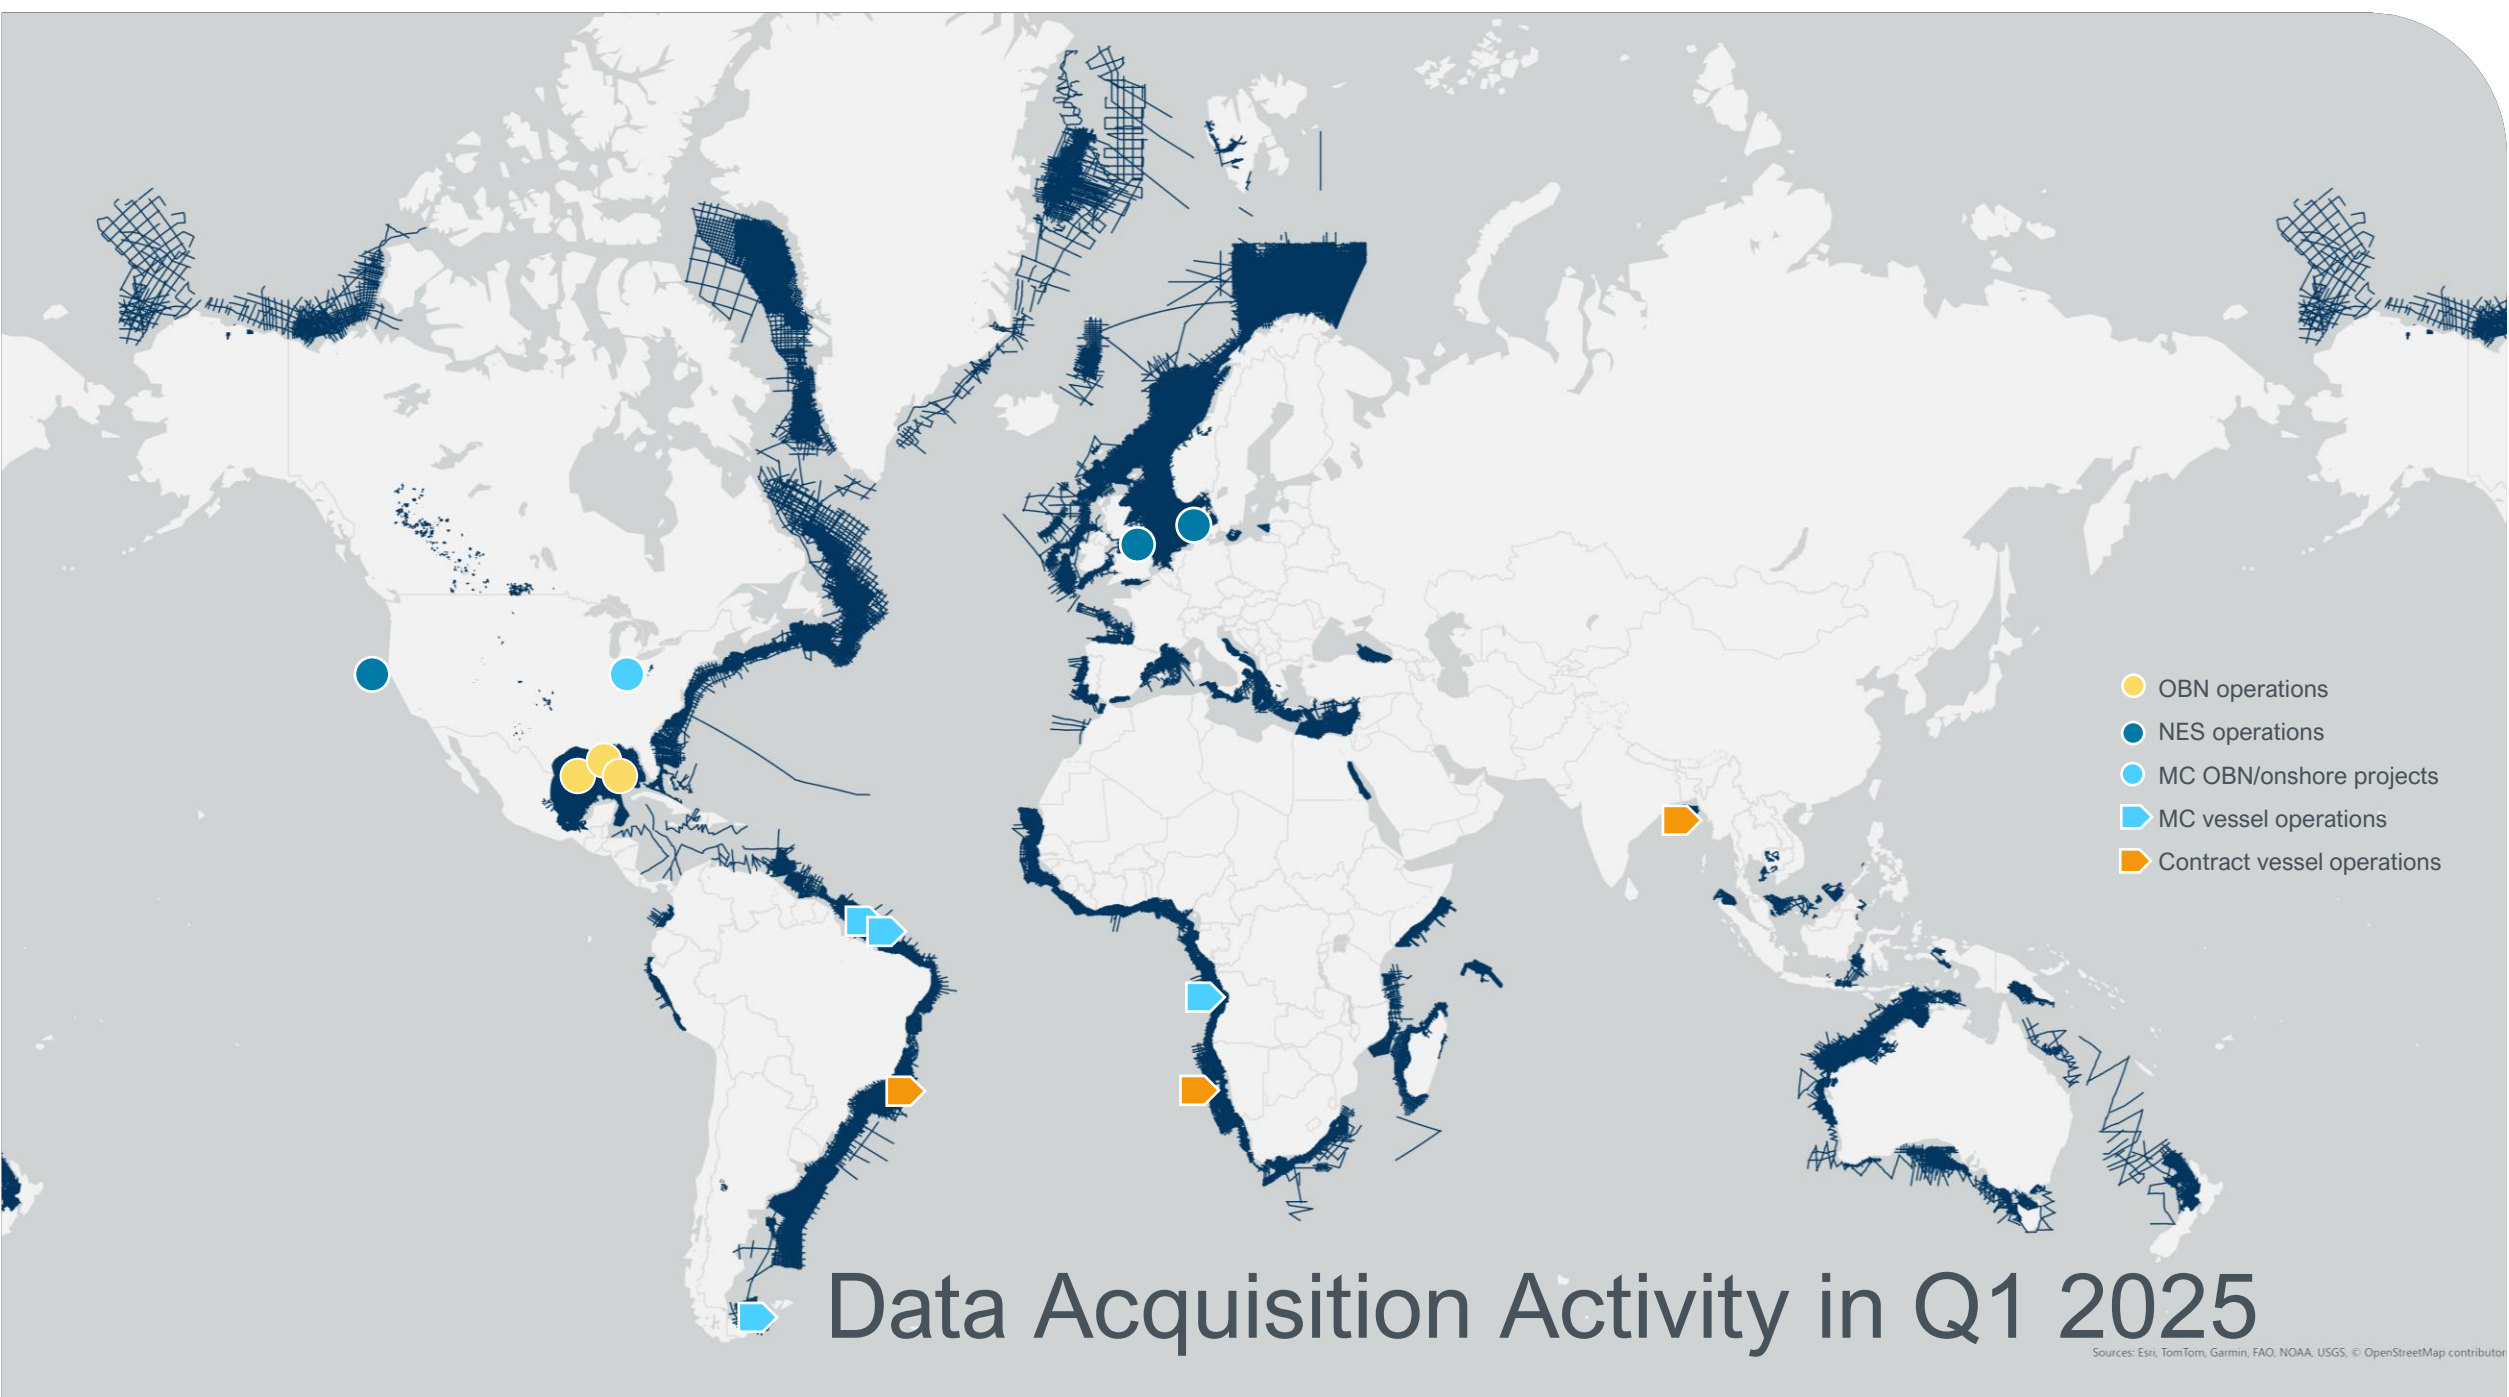 OBN operations
NES operations
MC OBN/onshore projects
MC vessel operations
Contract vessel operations
Data Acquisition Activity in Q1 2025
Sources: Esri, TomTom, Garmin, FAO, NOAA, USGS, © OpenStreetMap contributor